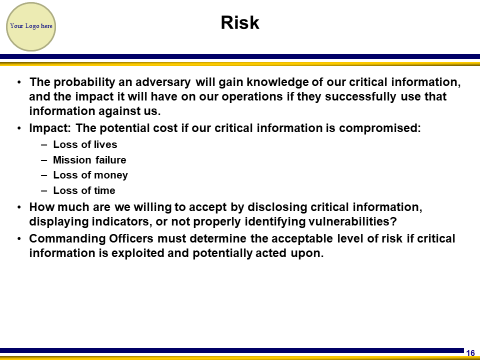 Your Logo here
Risk
• The probability an adversary will gain knowledge of our critical information,
and the impact it will have on our operations if they successfully use that
information against us.
• Impact: The potential cost if our critical information is compromised:
– Loss of lives
– Mission failure
– Loss of money
– Loss of time
• How much are we willing to accept by disclosing critical information,
displaying indicators, or not properly identifying vulnerabilities?
• Commanding Officers must determine the acceptable level of risk if critical
information is exploited and potentially acted upon.
16